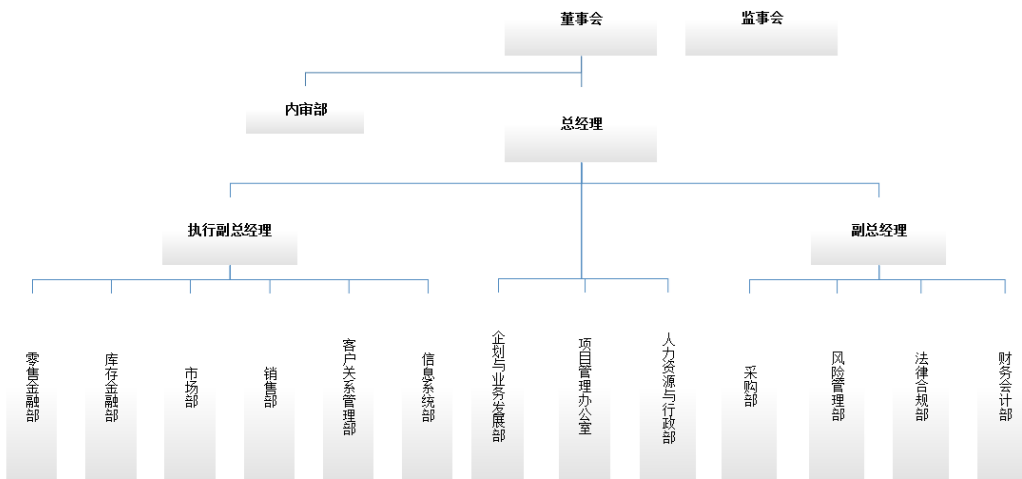 董事会
监事会
内审部
总经理
执行副总经理
副总经理
零售金融部
库存金融部
市场部
销售部
客户关系管理部
信息系统部
企划与业务发展部
项目管理办公室
人力资源与行政部
采购部
风险管理部
法律合规部
财务会计部